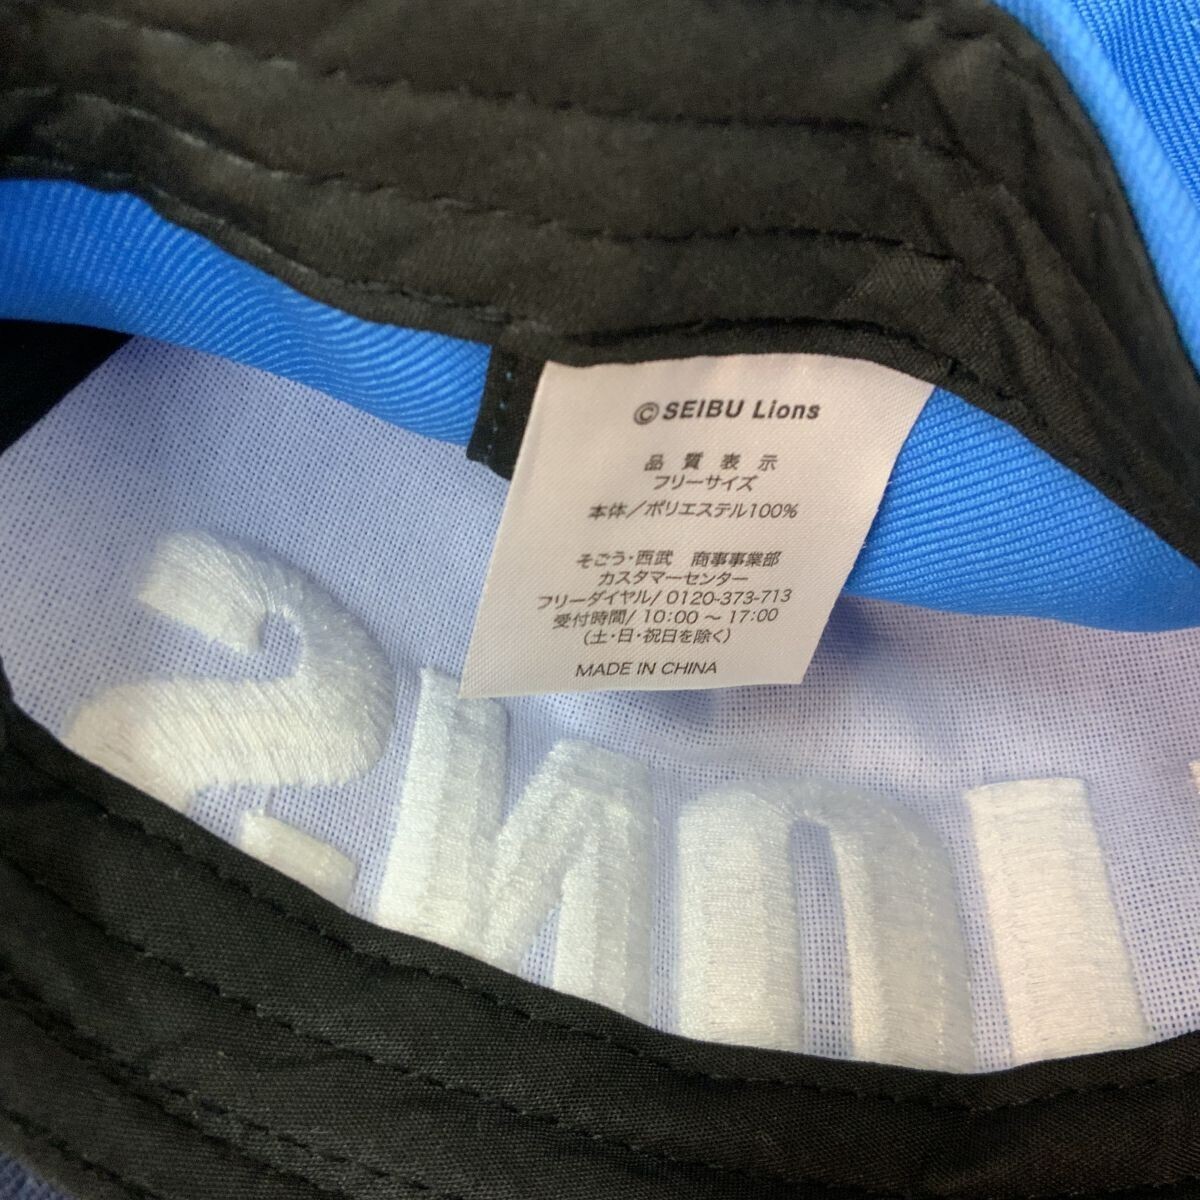 © SEIBU Lions
品質表示
フリーサイズ
本体/ポリエステル100%
そごう・西武 商事事業部
カスタマーセンター
フリーダイヤル/ 0120-373-713
受付時間/ 10:00 ~ 17:00
(土・日・祝日を除く)
MADE IN CHINA